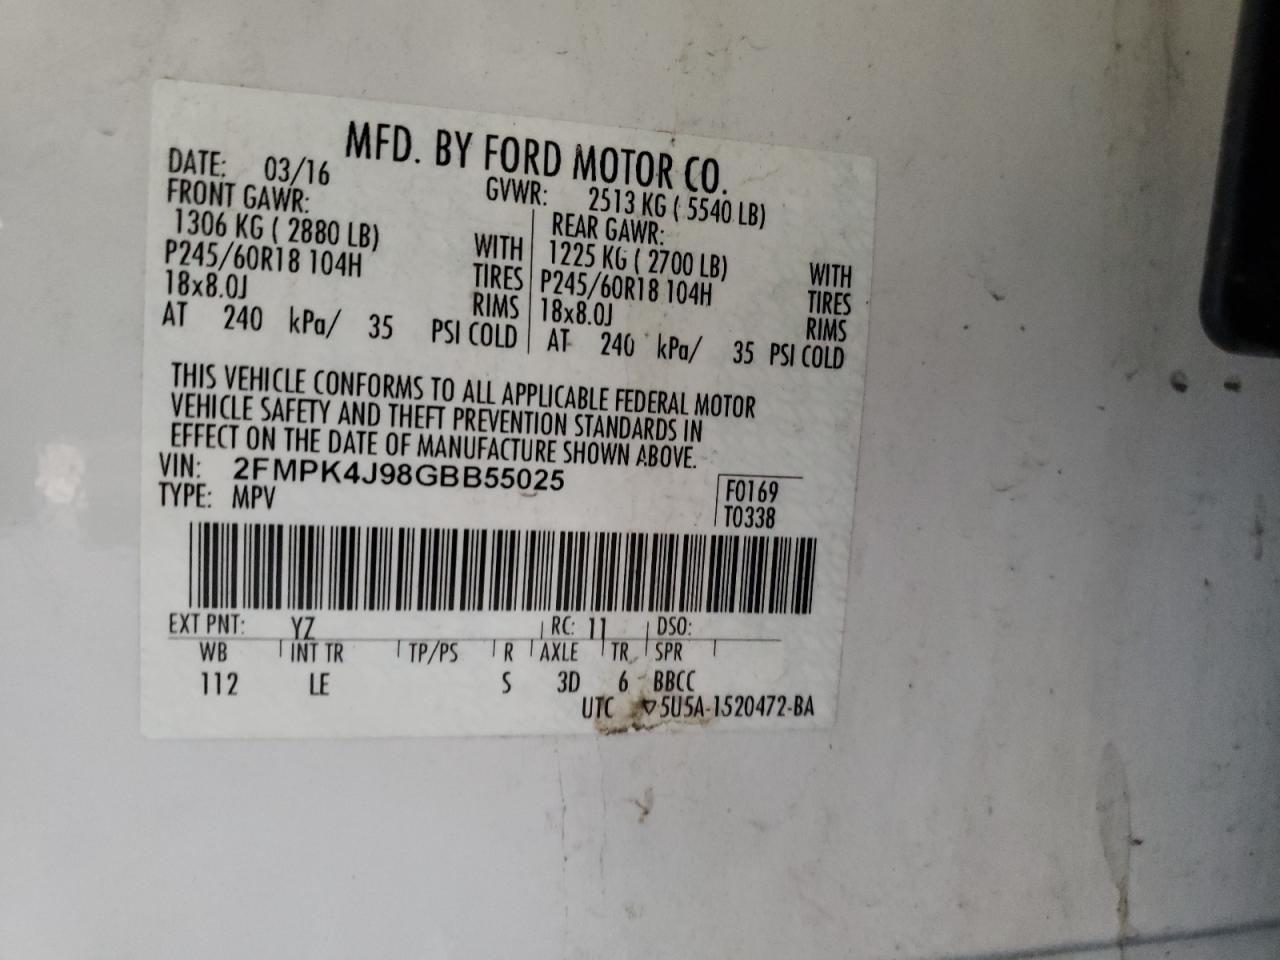 MFD. BY FORD MOTOR CO.
DATE: 03/16 GVWR: 2513 KG ( 5540 LB)
FRONT GAWR: REAR GAWR:
1306 KG ( 2880 LB) WITH 1225 KG ( 2700 LB) WITH
P245/60R18 104H TIRES P245/60R18 104H TIRES
18x8.0J RIMS 18x8.0J RIMS
AT 240 kPa/ 35 PSI COLD AT 240 kPa/ 35 PSI COLD
THIS VEHICLE CONFORMS TO ALL APPLICABLE FEDERAL MOTOR
VEHICLE SAFETY AND THEFT PREVENTION STANDARDS IN
EFFECT ON THE DATE OF MANUFACTURE SHOWN ABOVE.
VIN: 2FMPK4J98GBB55025 F0169
TYPE: MPV T0338
EXT PNT: YZ RC: 11 DSO:
WB INT TR TP/PS R AXLE TR SPR
112 LE S 3D 6 BBCC
UTC ▽5U5A-1520472-BA